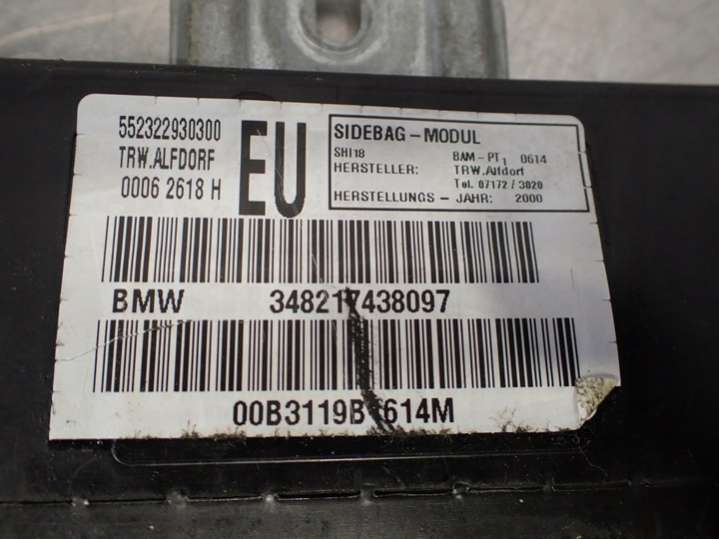 552322930300
TRW.ALFDORF
0006 2618 H
EU
SIDEBAG-MODUL
SHI18 BAM-PT1 0614
HERSTELLER: TRW.Alfdorf
Tel. 07172/3020
HERSTELLUNGS-JAHR: 2000
BMW 348217438097